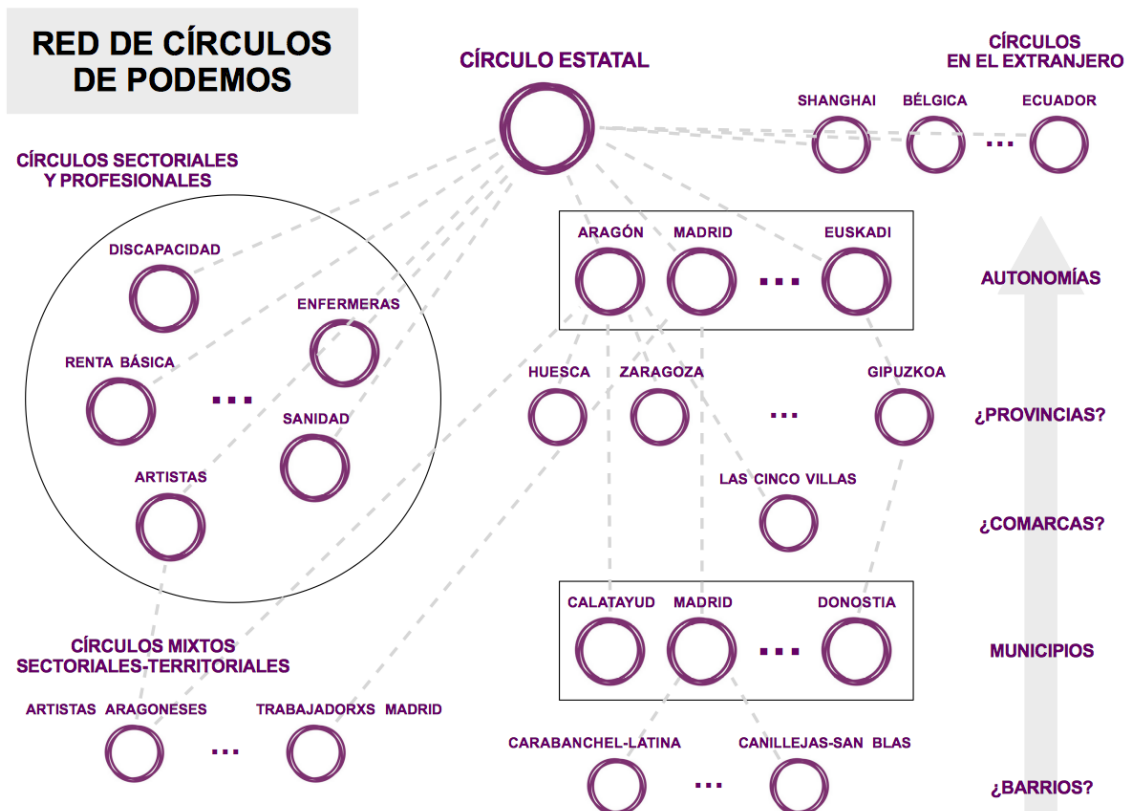 RED DE CÍRCULOS
DE PODEMOS
CÍRCULO ESTATAL
CÍRCULOS
EN EL EXTRANJERO
SHANGHAI BÉLGICA ... ECUADOR
CÍRCULOS SECTORIALES
Y PROFESIONALES
DISCAPACIDAD
ENFERMERAS
RENTA BÁSICA
...
SANIDAD
ARTISTAS
ARAGÓN MADRID ... EUSKADI
AUTONOMÍAS
HUESCA ZARAGOZA ... GIPUZKOA
¿PROVINCIAS?
LAS CINCO VILLAS
¿COMARCAS?
CALATAYUD MADRID ... DONOSTIA
MUNICIPIOS
CÍRCULOS MIXTOS
SECTORIALES-TERRITORIALES
ARTISTAS ARAGONESES ... TRABAJADORXS MADRID
CARABANCHEL-LATINA ... CANILLEJAS-SAN BLAS
¿BARRIOS?